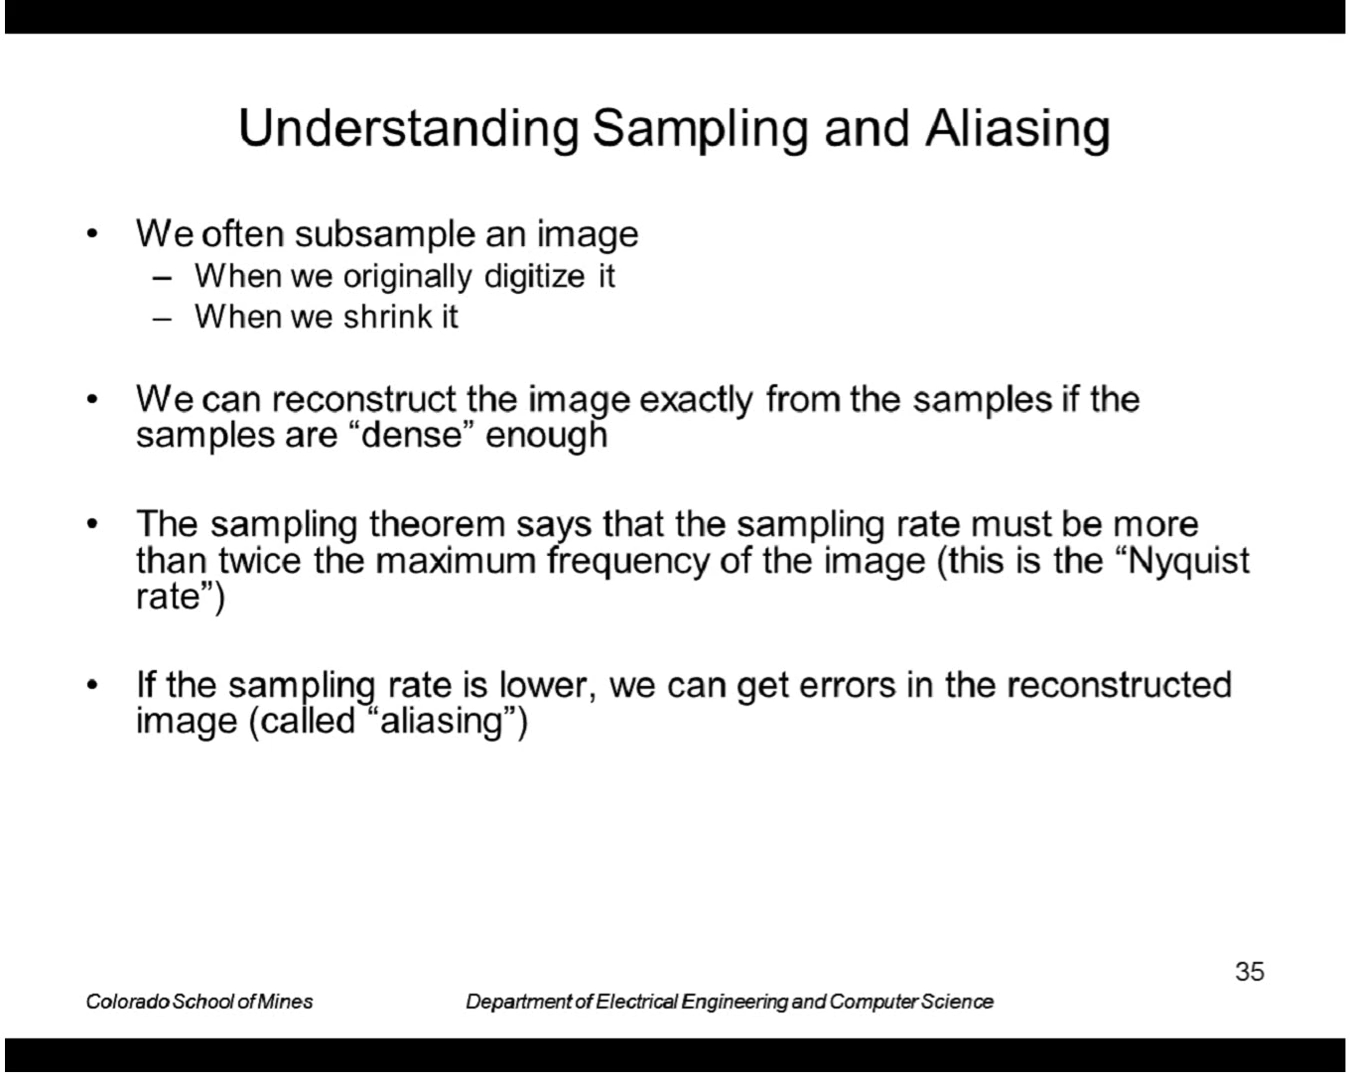 Understanding Sampling and Aliasing
• We often subsample an image
– When we originally digitize it
– When we shrink it
• We can reconstruct the image exactly from the samples if the
samples are “dense” enough
• The sampling theorem says that the sampling rate must be more
than twice the maximum frequency of the image (this is the “Nyquist
rate”)
• If the sampling rate is lower, we can get errors in the reconstructed
image (called “aliasing”)
35
Colorado School of Mines Department of Electrical Engineering and Computer Science